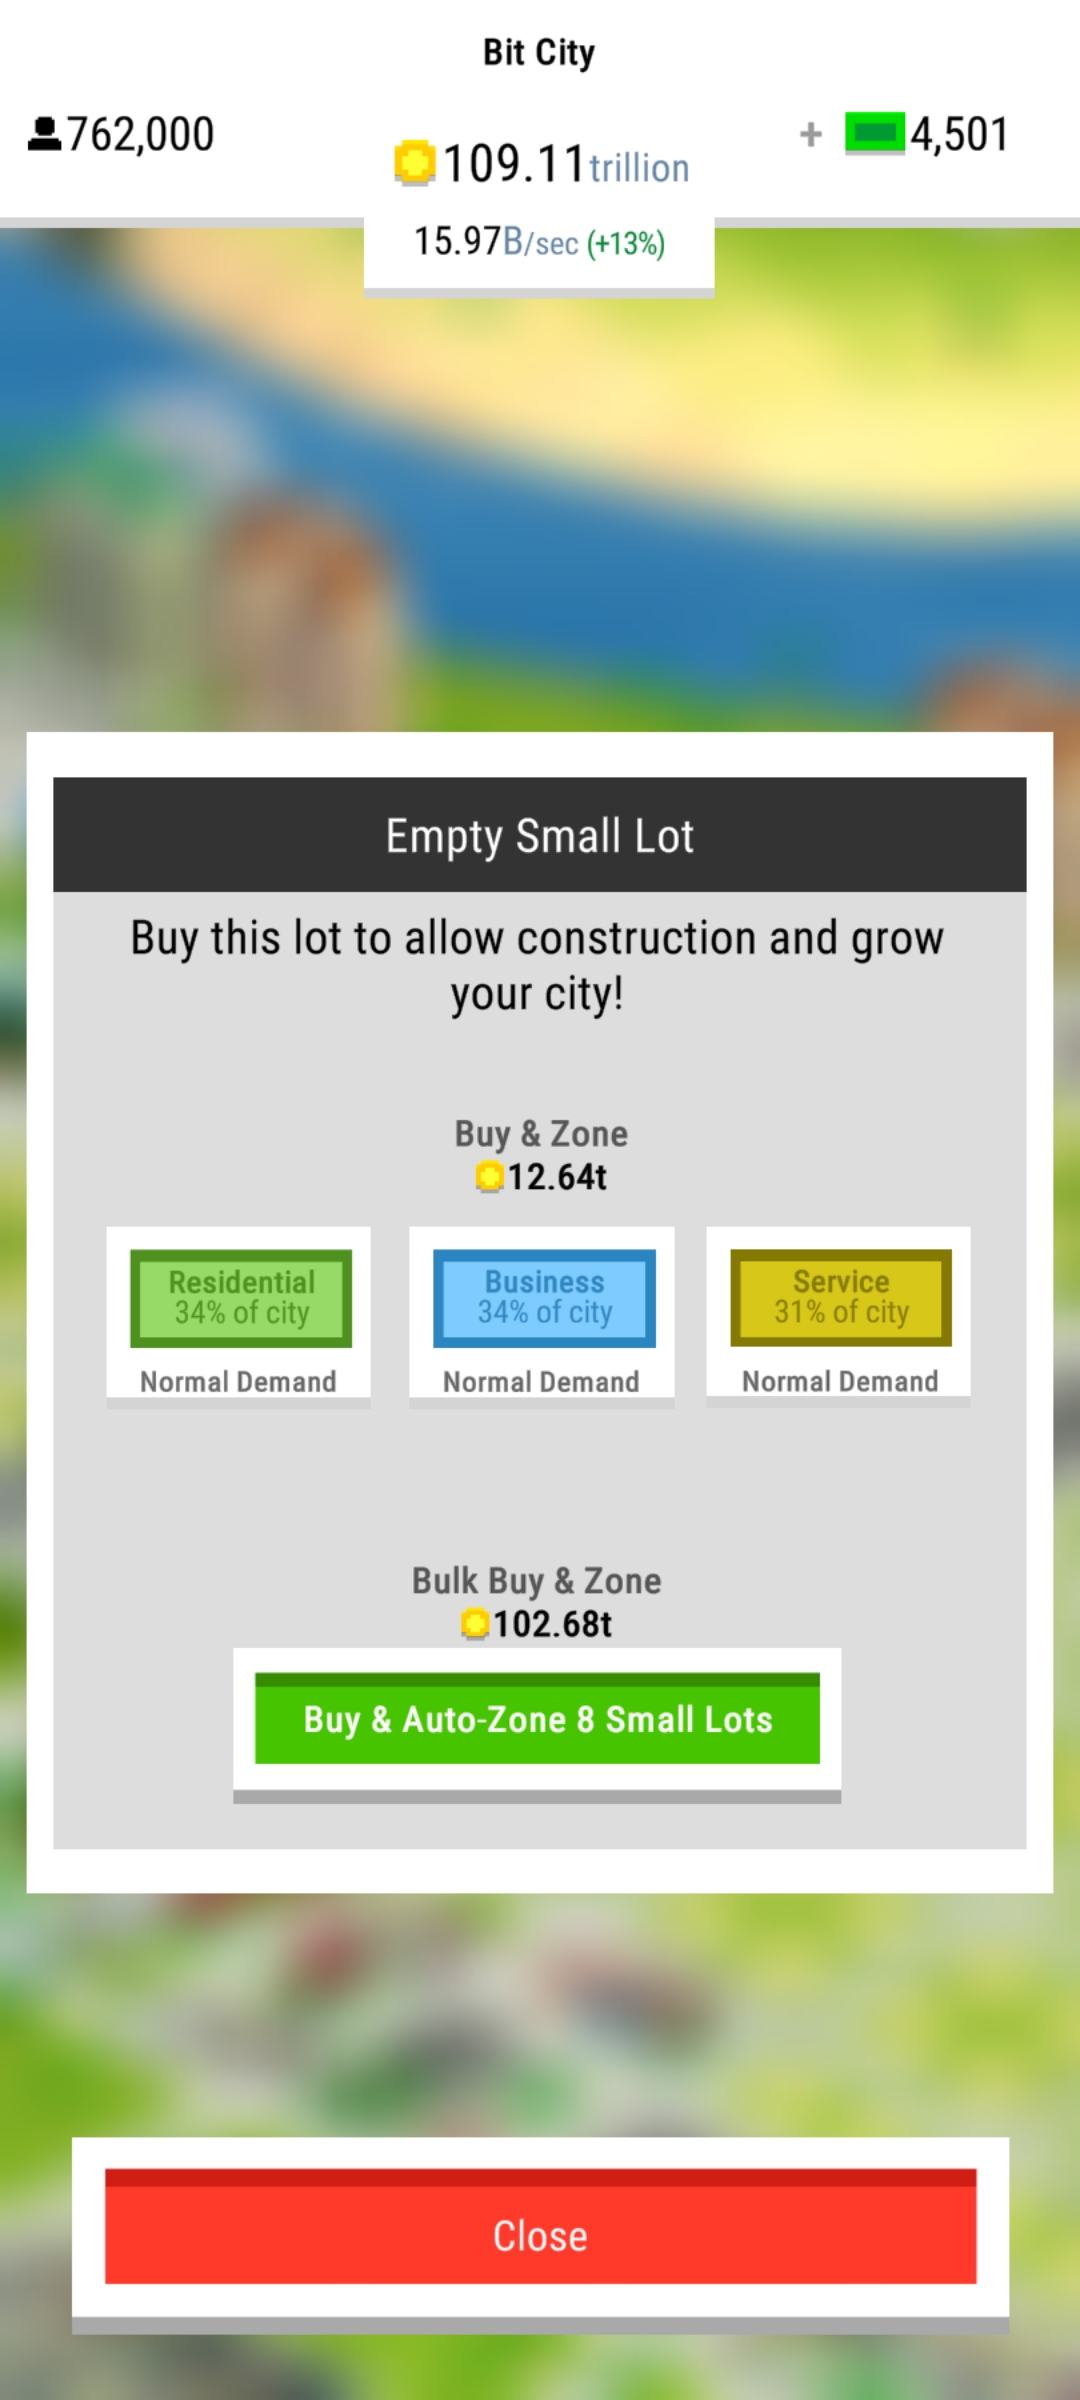 Bit City
762,000
109.11trillion
+ 4,501
15.97B/sec (+13%)
Empty Small Lot
Buy this lot to allow construction and grow
your city!
Buy & Zone
12.64t
Residential
34% of city
Normal Demand
Business
34% of city
Normal Demand
Service
31% of city
Normal Demand
Bulk Buy & Zone
102.68t
Buy & Auto-Zone 8 Small Lots
Close